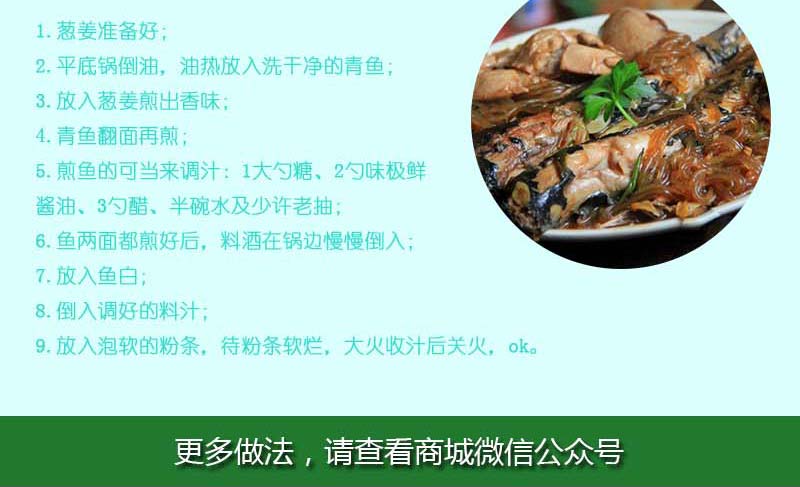 1.葱姜准备好；
2.平底锅倒油，油热放入洗干净的青鱼；
3.放入葱姜煎出香味；
4.青鱼翻面再煎；
5.煎鱼的可当来调汁：1大勺糖、2勺味极鲜
酱油、3勺醋、半碗水及少许老抽；
6.鱼两面都煎好后，料酒在锅边慢慢倒入；
7.放入鱼白；
8.倒入调好的料汁；
9.放入泡软的粉条，待粉条软烂，大火收汁后关火，ok。
更多做法，请查看商城微信公众号